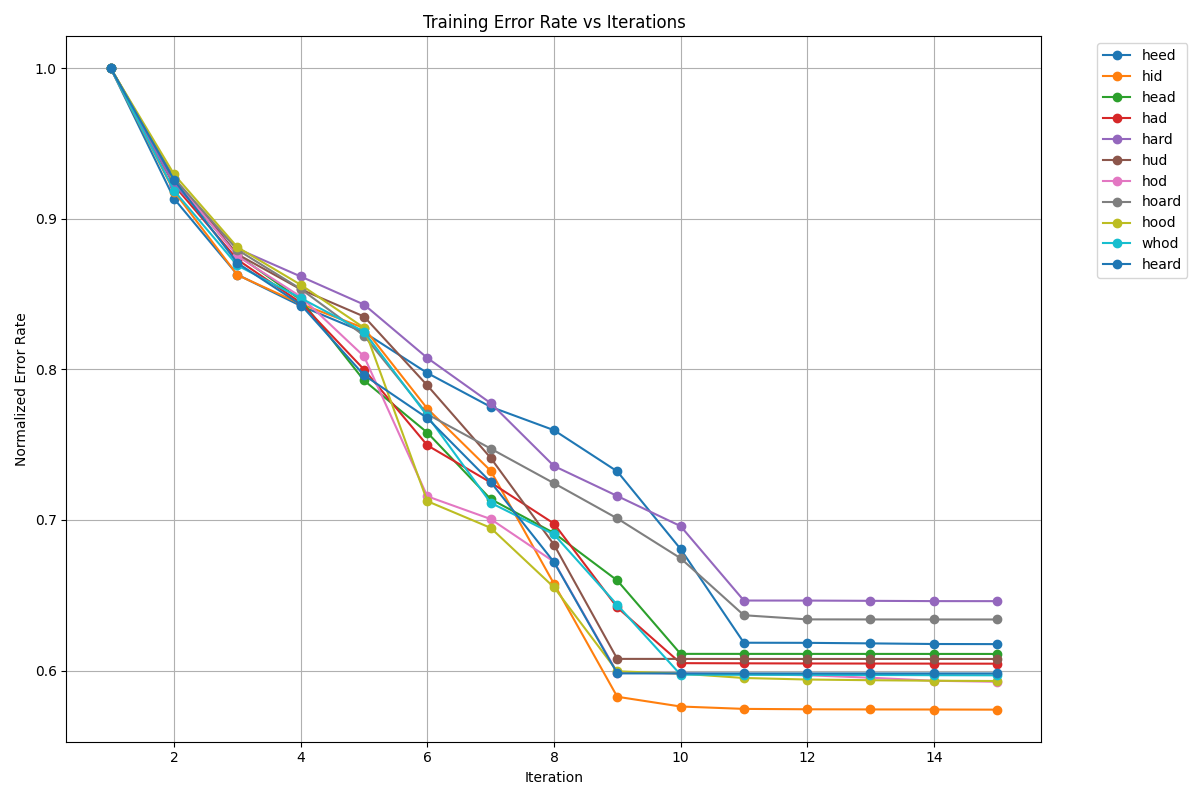 Training Error Rate vs Iterations
Normalized Error Rate
1.0
0.9
0.8
0.7
0.6
2 4 6 8 10 12 14
Iteration
heed
hid
head
had
hard
hud
hod
hoard
hood
whod
heard